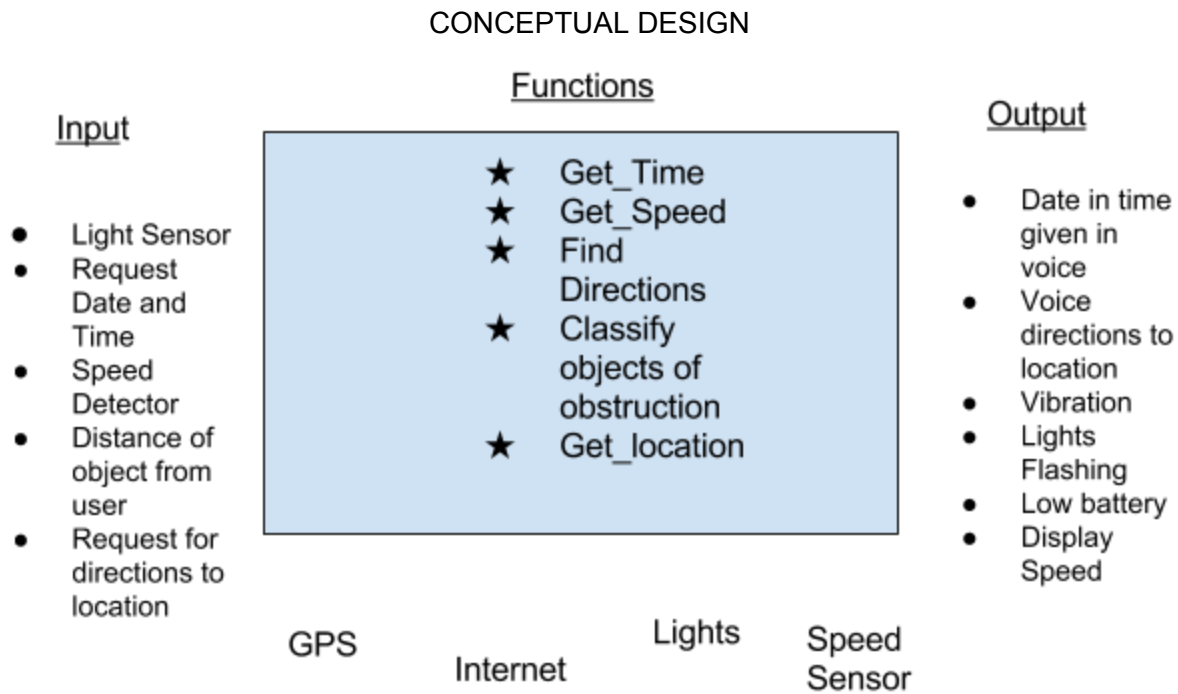 CONCEPTUAL DESIGN
Functions
Input
Output
● Light Sensor
● Request
Date and
Time
● Speed
Detector
● Distance of
object from
user
● Request for
directions to
location
★ Get_Time
★ Get_Speed
★ Find
Directions
★ Classify
objects of
obstruction
★ Get_location
● Date in time
given in
voice
● Voice
directions to
location
● Vibration
● Lights
Flashing
● Low battery
● Display
Speed
GPS
Internet
Lights
Speed
Sensor